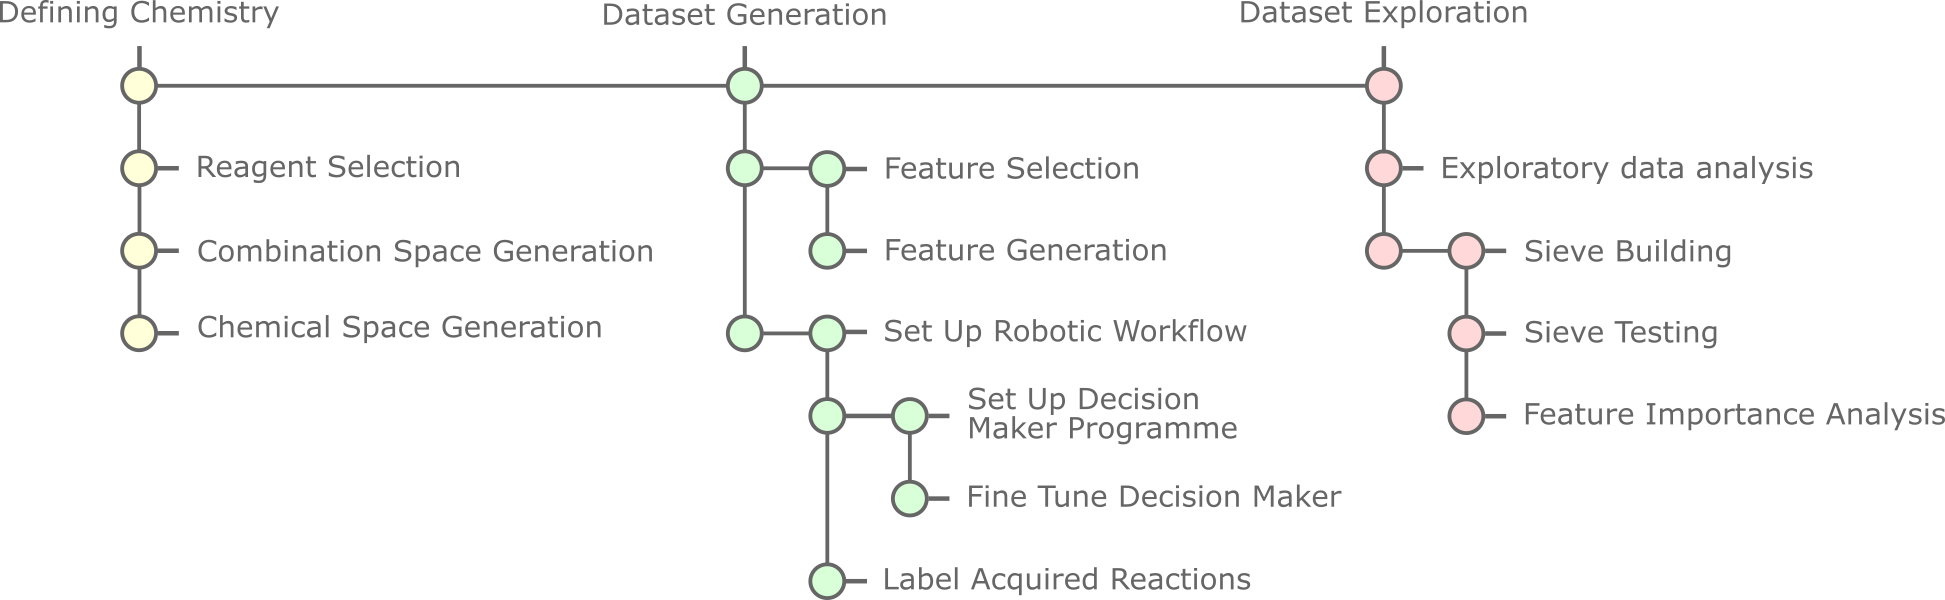 Defining Chemistry
Reagent Selection
Combination Space Generation
Chemical Space Generation
Dataset Generation
Feature Selection
Feature Generation
Set Up Robotic Workflow
Set Up Decision
Maker Programme
Fine Tune Decision Maker
Label Acquired Reactions
Dataset Exploration
Exploratory data analysis
Sieve Building
Sieve Testing
Feature Importance Analysis